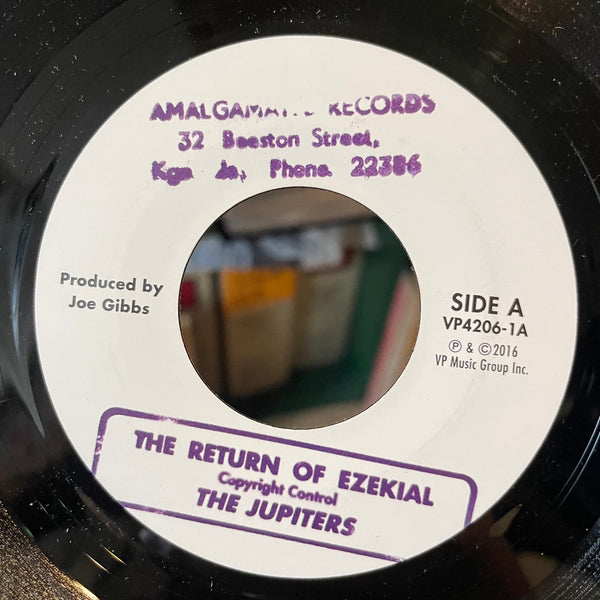 RECORDS
32 Beeston Street,
Kgn Ja, Phone 22386
Produced by
Joe Gibbs
SIDE A
VP4206-1A
Ⓟ & ©2016
VP Music Group Inc.
THE RETURN OF EZEKIAL
Copyright Control
THE JUPITERS